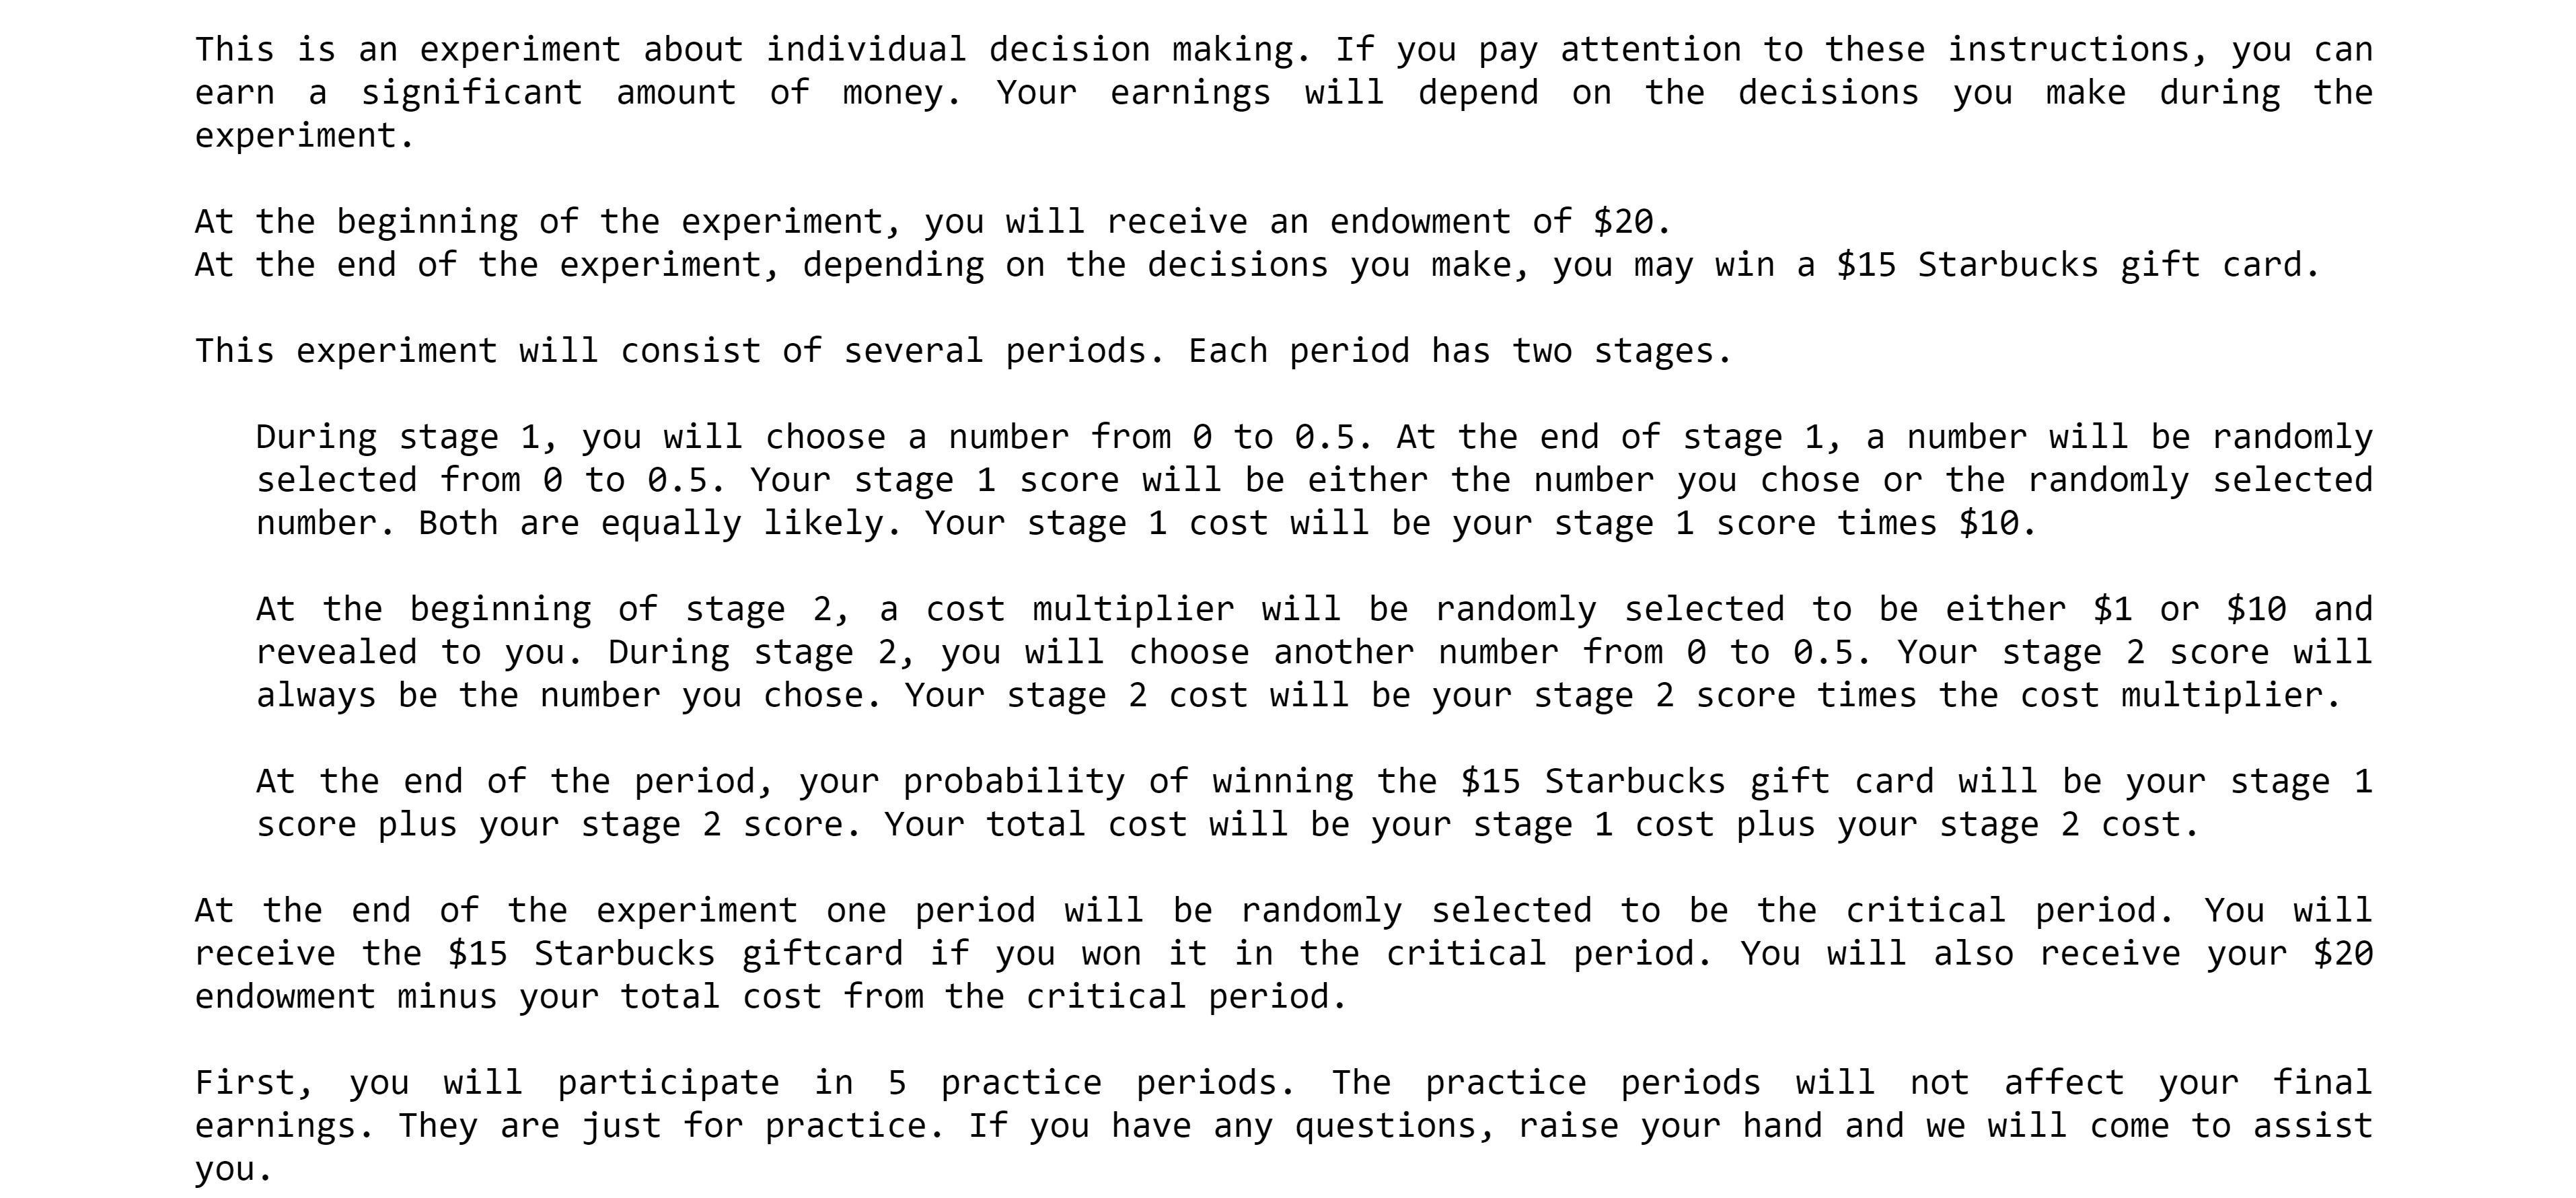 This is an experiment about individual decision making. If you pay attention to these instructions, you can
earn a significant amount of money. Your earnings will depend on the decisions you make during the
experiment.
At the beginning of the experiment, you will receive an endowment of $20.
At the end of the experiment, depending on the decisions you make, you may win a $15 Starbucks gift card.
This experiment will consist of several periods. Each period has two stages.
During stage 1, you will choose a number from 0 to 0.5. At the end of stage 1, a number will be randomly
selected from 0 to 0.5. Your stage 1 score will be either the number you chose or the randomly selected
number. Both are equally likely. Your stage 1 cost will be your stage 1 score times $10.
At the beginning of stage 2, a cost multiplier will be randomly selected to be either $1 or $10 and
revealed to you. During stage 2, you will choose another number from 0 to 0.5. Your stage 2 score will
always be the number you chose. Your stage 2 cost will be your stage 2 score times the cost multiplier.
At the end of the period, your probability of winning the $15 Starbucks gift card will be your stage 1
score plus your stage 2 score. Your total cost will be your stage 1 cost plus your stage 2 cost.
At the end of the experiment one period will be randomly selected to be the critical period. You will
receive the $15 Starbucks giftcard if you won it in the critical period. You will also receive your $20
endowment minus your total cost from the critical period.
First, you will participate in 5 practice periods. The practice periods will not affect your final
earnings. They are just for practice. If you have any questions, raise your hand and we will come to assist
you.